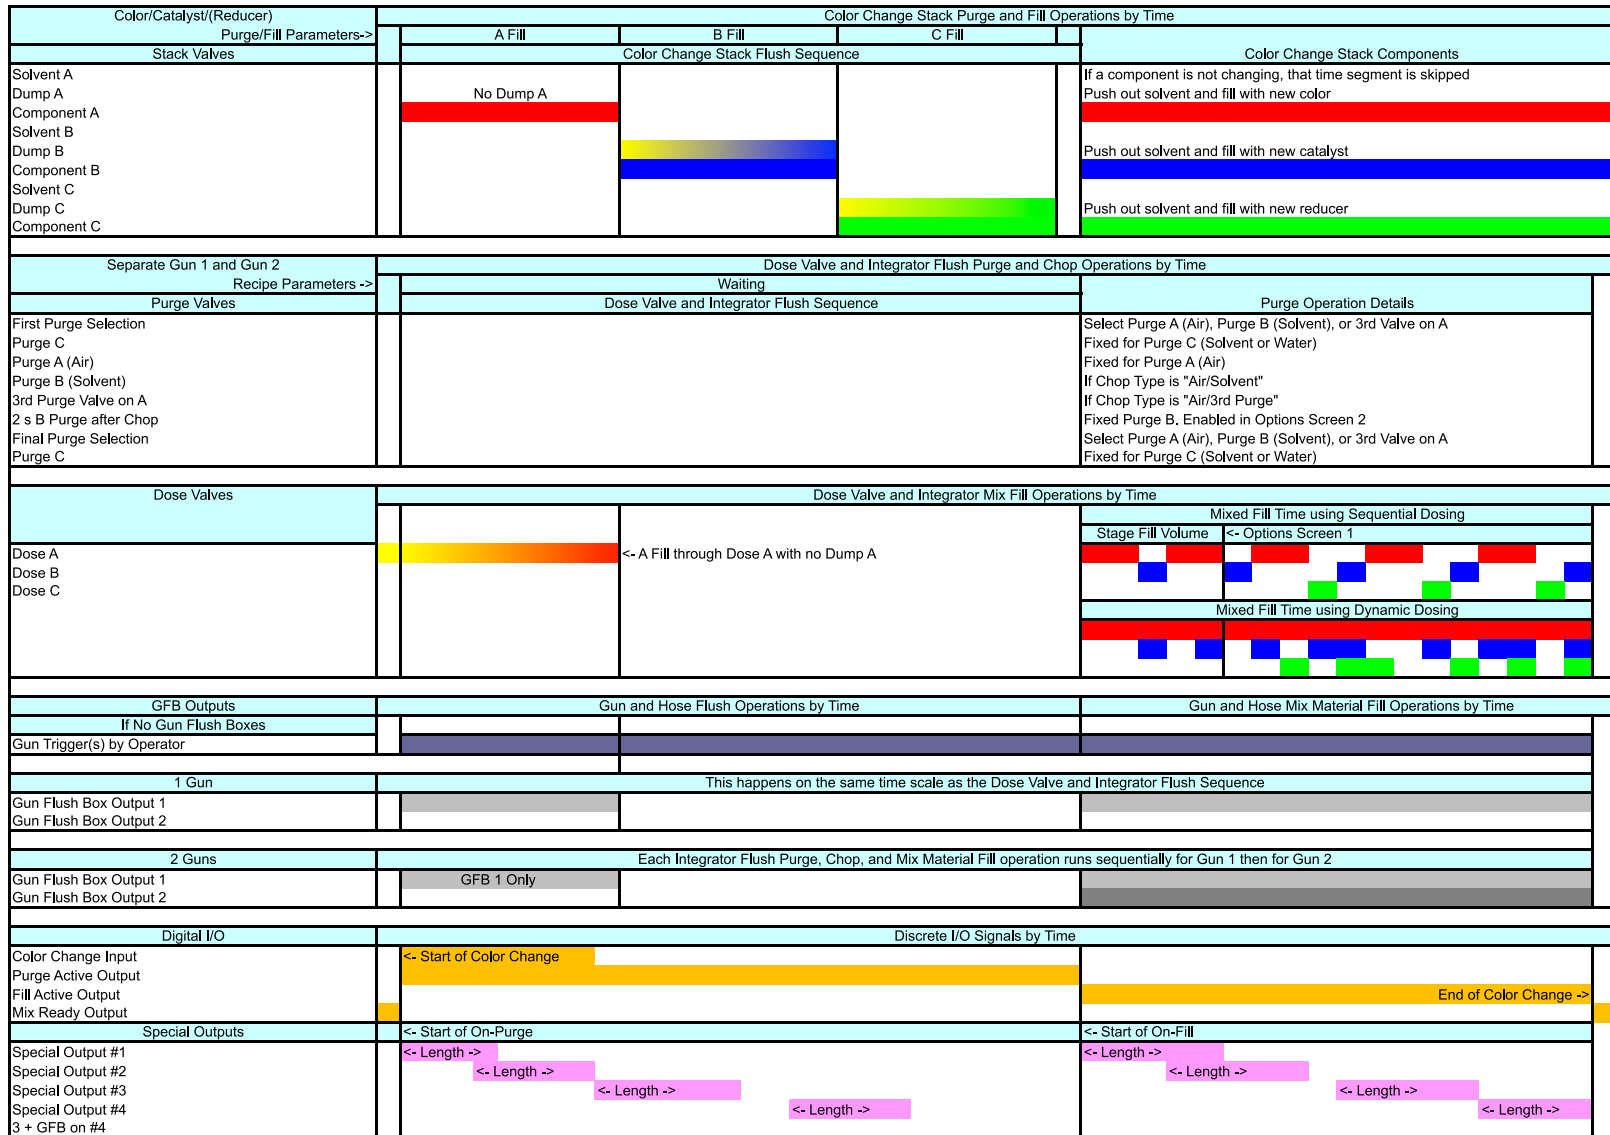 Color/Catalyst/(Reducer)
Color Change Stack Purge and Fill Operations by Time
Purge/Fill Parameters->
A Fill
B Fill
C Fill
Stack Valves
Color Change Stack Flush Sequence
Color Change Stack Components
Solvent A
If a component is not changing, that time segment is skipped
Dump A
No Dump A
Push out solvent and fill with new color
Component A
Solvent B
Dump B
Push out solvent and fill with new catalyst
Component B
Solvent C
Dump C
Push out solvent and fill with new reducer
Component C
Separate Gun 1 and Gun 2
Dose Valve and Integrator Flush Purge and Chop Operations by Time
Recipe Parameters ->
Waiting
Purge Valves
Dose Valve and Integrator Flush Sequence
Purge Operation Details
First Purge Selection
Select Purge A (Air), Purge B (Solvent), or 3rd Valve on A
Purge C
Fixed for Purge C (Solvent or Water)
Purge A (Air)
Fixed for Purge A (Air)
Purge B (Solvent)
If Chop Type is "Air/Solvent"
3rd Purge Valve on A
If Chop Type is "Air/3rd Purge"
2 s B Purge after Chop
Fixed Purge B. Enabled in Options Screen 2
Final Purge Selection
Select Purge A (Air), Purge B (Solvent), or 3rd Valve on A
Purge C
Fixed for Purge C (Solvent or Water)
Dose Valves
Dose Valve and Integrator Mix Fill Operations by Time
Mixed Fill Time using Sequential Dosing
Stage Fill Volume
<- Options Screen 1
Dose A
<- A Fill through Dose A with no Dump A
Dose B
Dose C
Mixed Fill Time using Dynamic Dosing
GFB Outputs
Gun and Hose Flush Operations by Time
Gun and Hose Mix Material Fill Operations by Time
If No Gun Flush Boxes
Gun Trigger(s) by Operator
1 Gun
This happens on the same time scale as the Dose Valve and Integrator Flush Sequence
Gun Flush Box Output 1
Gun Flush Box Output 2
2 Guns
Each Integrator Flush Purge, Chop, and Mix Material Fill operation runs sequentially for Gun 1 then for Gun 2
Gun Flush Box Output 1
GFB 1 Only
Gun Flush Box Output 2
Digital I/O
Discrete I/O Signals by Time
Color Change Input
<- Start of Color Change
Purge Active Output
Fill Active Output
End of Color Change ->
Mix Ready Output
Special Outputs
<- Start of On-Purge
<- Start of On-Fill
Special Output #1
<- Length ->
<- Length ->
Special Output #2
<- Length ->
<- Length ->
Special Output #3
<- Length ->
<- Length ->
Special Output #4
<- Length ->
<- Length ->
3 + GFB on #4